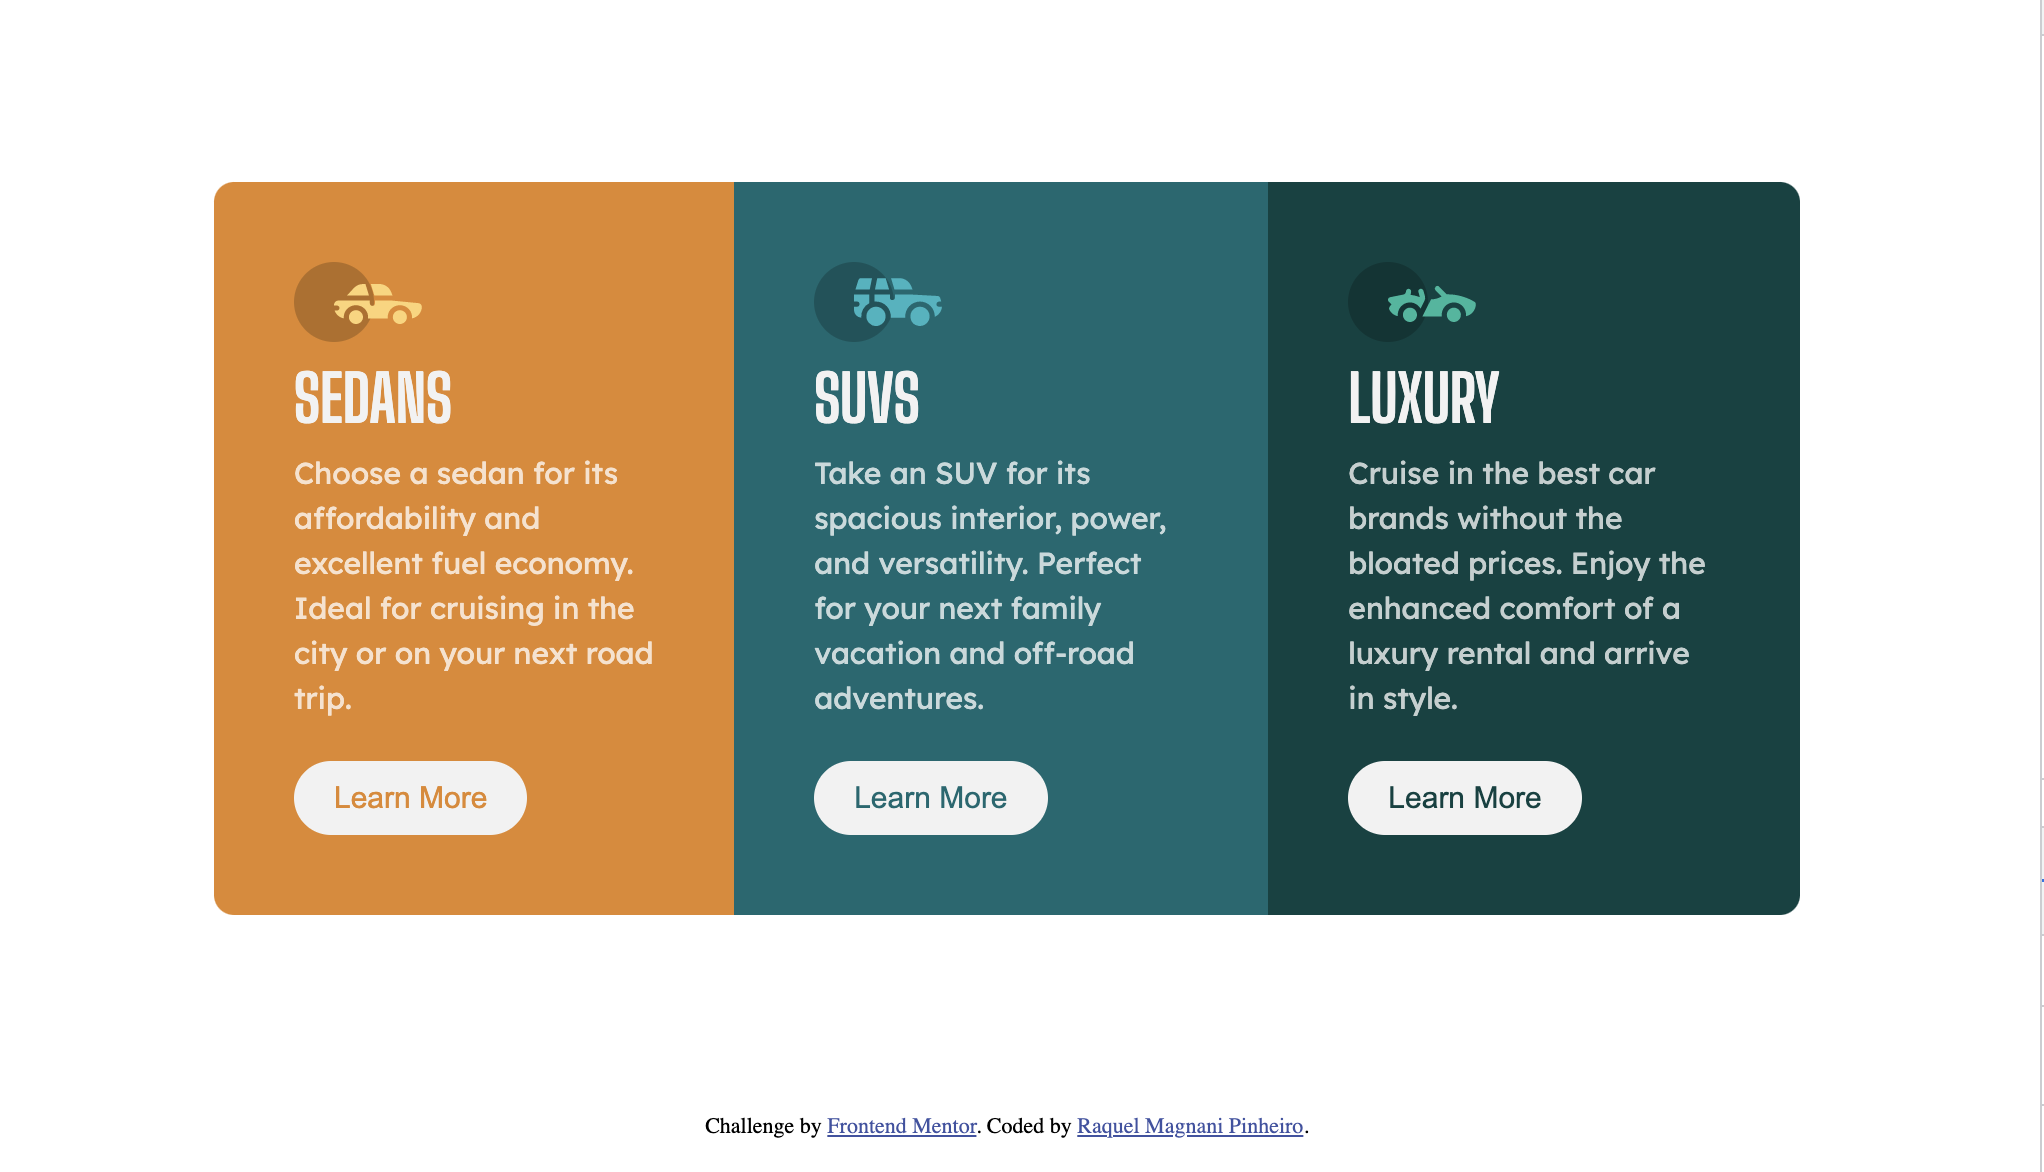 SEDANS
Choose a sedan for its
affordability and
excellent fuel economy.
Ideal for cruising in the
city or on your next road
trip.
Learn More
SUVS
Take an SUV for its
spacious interior, power,
and versatility. Perfect
for your next family
vacation and off-road
adventures.
Learn More
LUXURY
Cruise in the best car
brands without the
bloated prices. Enjoy the
enhanced comfort of a
luxury rental and arrive
in style.
Learn More
Challenge by Frontend Mentor. Coded by Raquel Magnani Pinheiro.